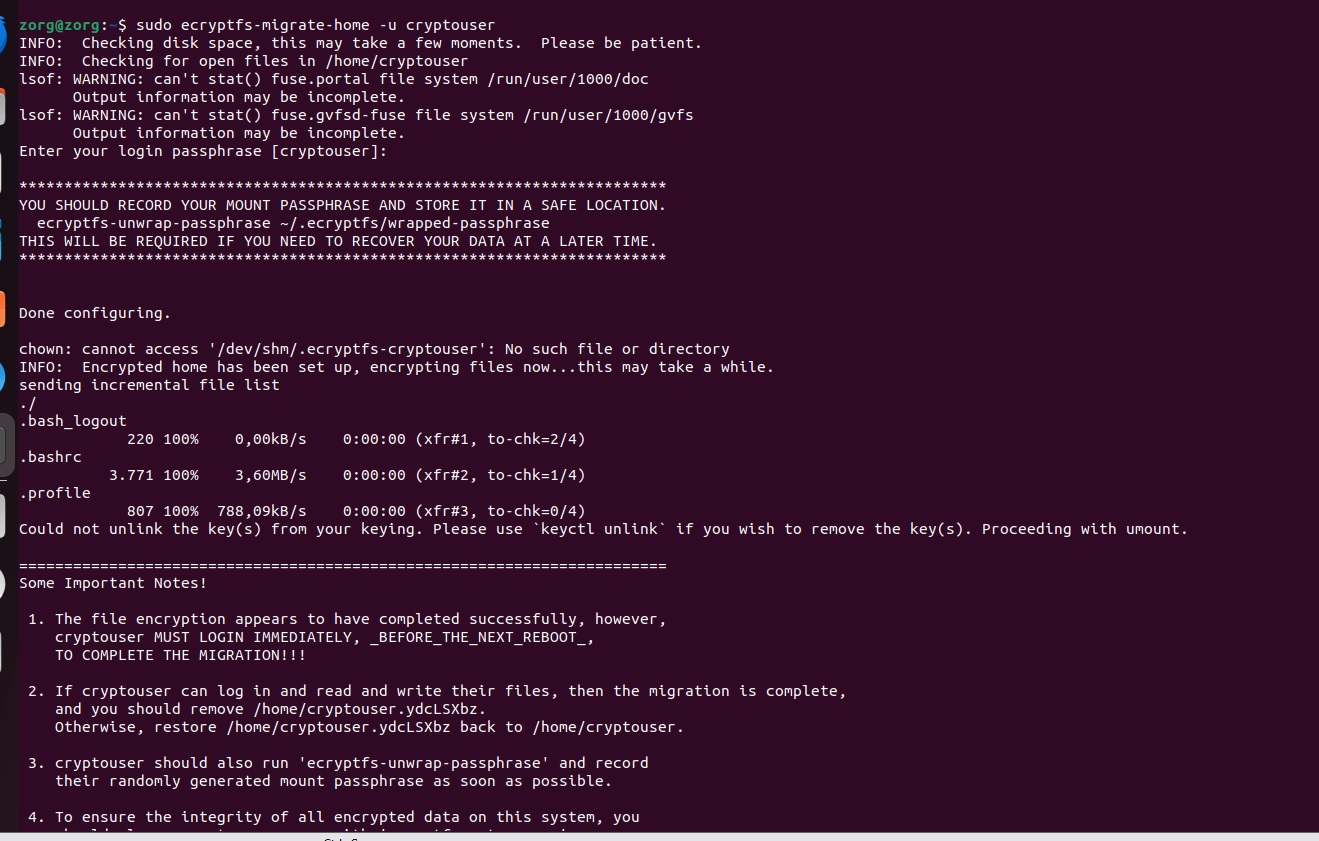 zorg@zorg:~$ sudo ecryptfs-migrate-home -u cryptouser
INFO:  Checking disk space, this may take a few moments.  Please be patient.
INFO:  Checking for open files in /home/cryptouser
lsof: WARNING: can't stat() fuse.portal file system /run/user/1000/doc
      Output information may be incomplete.
lsof: WARNING: can't stat() fuse.gvfsd-fuse file system /run/user/1000/gvfs
      Output information may be incomplete.
Enter your login passphrase [cryptouser]:
************************************************************************
YOU SHOULD RECORD YOUR MOUNT PASSPHRASE AND STORE IT IN A SAFE LOCATION.
  ecryptfs-unwrap-passphrase ~/.ecryptfs/wrapped-passphrase
THIS WILL BE REQUIRED IF YOU NEED TO RECOVER YOUR DATA AT A LATER TIME.
************************************************************************
Done configuring.
chown: cannot access '/dev/shm/.ecryptfs-cryptouser': No such file or directory
INFO:  Encrypted home has been set up, encrypting files now...this may take a while.
sending incremental file list
./
.bash_logout
            220 100%    0,00kB/s    0:00:00 (xfr#1, to-chk=2/4)
.bashrc
          3.771 100%    3,60MB/s    0:00:00 (xfr#2, to-chk=1/4)
.profile
            807 100%  788,09kB/s    0:00:00 (xfr#3, to-chk=0/4)
Could not unlink the key(s) from your keying. Please use `keyctl unlink` if you wish to remove the key(s). Proceeding with umount.
========================================================================
Some Important Notes!
 1. The file encryption appears to have completed successfully, however,
    cryptouser MUST LOGIN IMMEDIATELY, _BEFORE_THE_NEXT_REBOOT_,
    TO COMPLETE THE MIGRATION!!!
 2. If cryptouser can log in and read and write their files, then the migration is complete,
    and you should remove /home/cryptouser.ydcLSXbz.
    Otherwise, restore /home/cryptouser.ydcLSXbz back to /home/cryptouser.
 3. cryptouser should also run 'ecryptfs-unwrap-passphrase' and record
    their randomly generated mount passphrase as soon as possible.
 4. To ensure the integrity of all encrypted data on this system, you